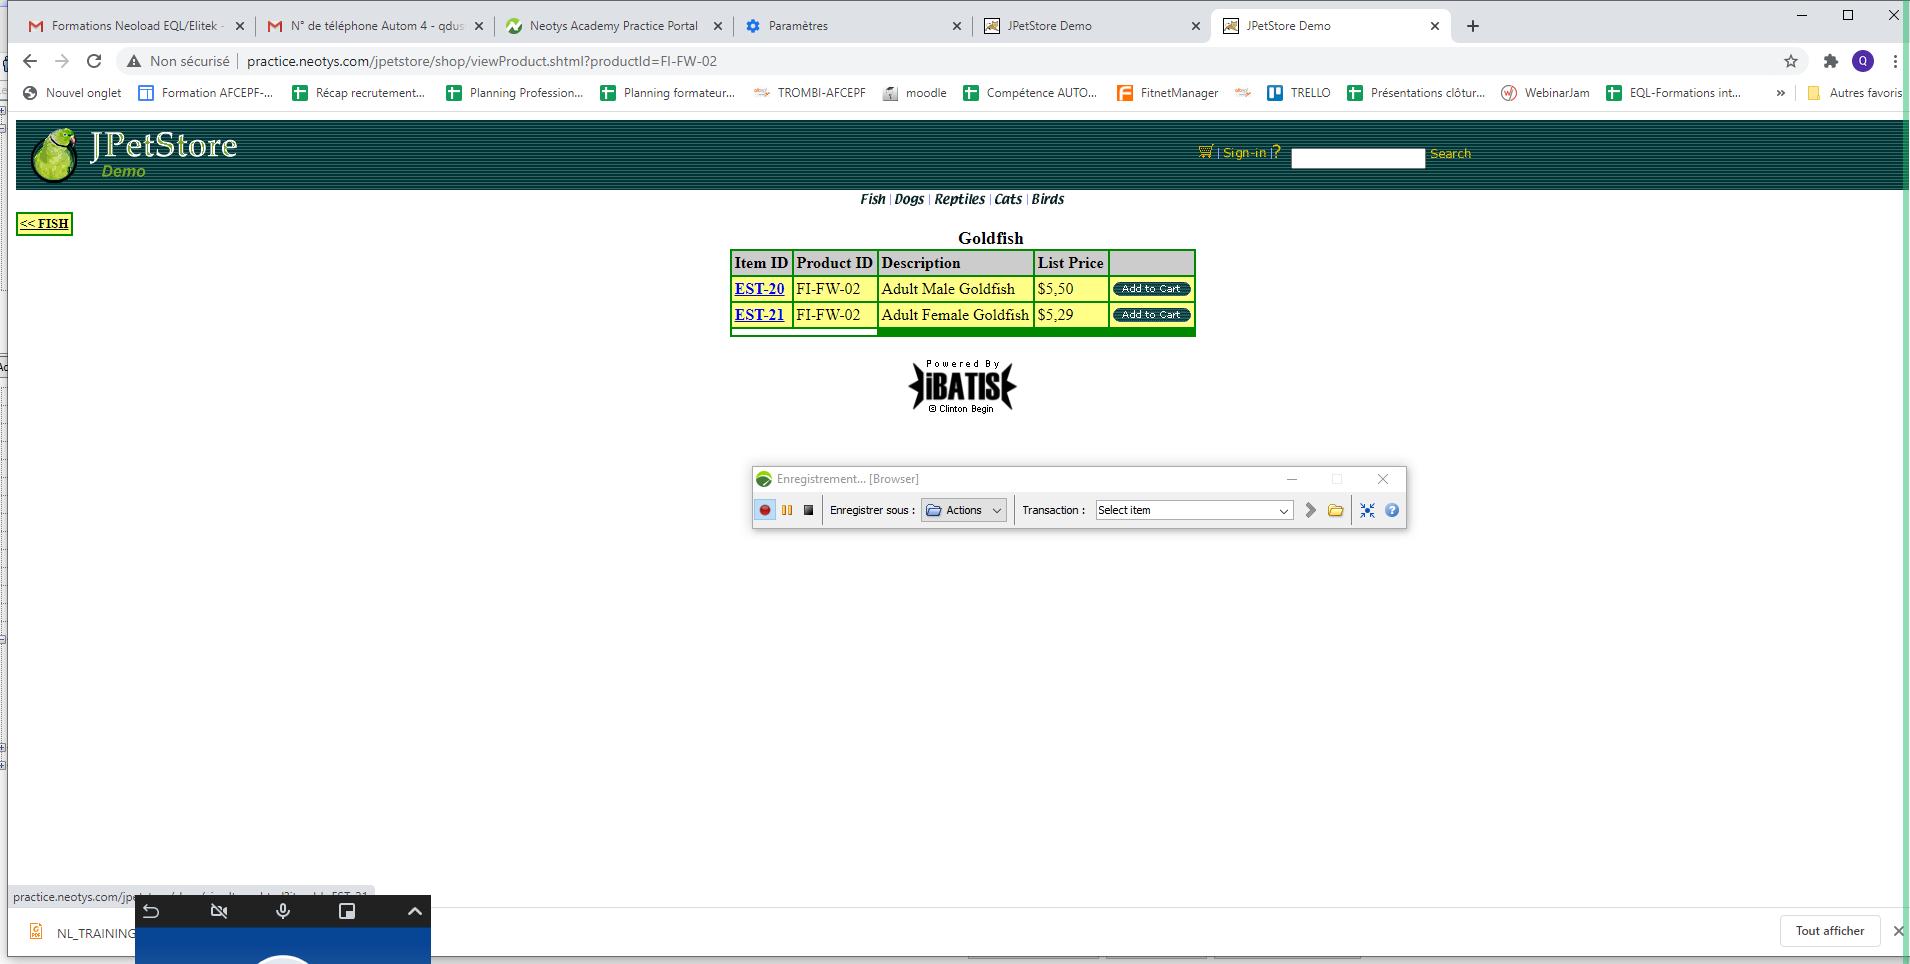 Formations Neoload EQL/Elitek -
N° de téléphone Autom 4 - qdus
Neotys Academy Practice Portal
Paramètres
JPetStore Demo
JPetStore Demo
Non sécurisé
practice.neotys.com/jpetstore/shop/viewProduct.shtml?productId=FI-FW-02
Q
Nouvel onglet
Formation AFCEPF-...
Récap recrutement...
Planning Profession...
Planning formateur...
TROMBI-AFCEPF
moodle
Compétence AUTO...
FitnetManager
TRELLO
Présentations clôtur...
WebinarJam
EQL-Formations int...
»
Autres favoris
JPetStore
Demo
| Sign-in |?
Search
Fish | Dogs | Reptiles | Cats | Birds
<< FISH
Goldfish
Item ID Product ID Description List Price
EST-20 FI-FW-02 Adult Male Goldfish $5,50 Add to Cart
EST-21 FI-FW-02 Adult Female Goldfish $5,29 Add to Cart
Powered By
iBATIS
© Clinton Begin
Enregistrement... [Browser]
Enregistrer sous : Actions Transaction : Select item
practice.neotys.com/
NL_TRAINING
Tout afficher